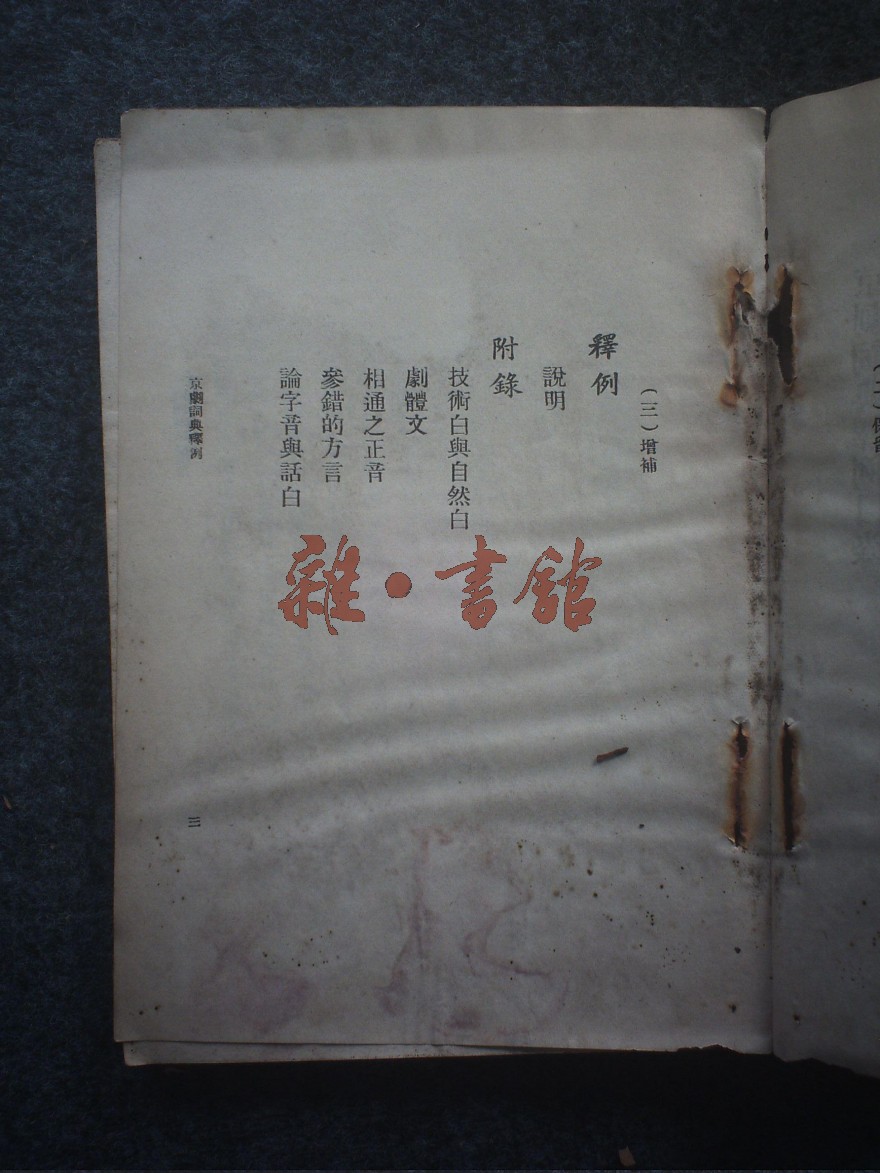 （三）增補
釋例
說明
附錄
技術白與自然白
劇體文
相通之正音
參錯的方言
論字音與話白
京劇詞典釋例
三
雜•書館